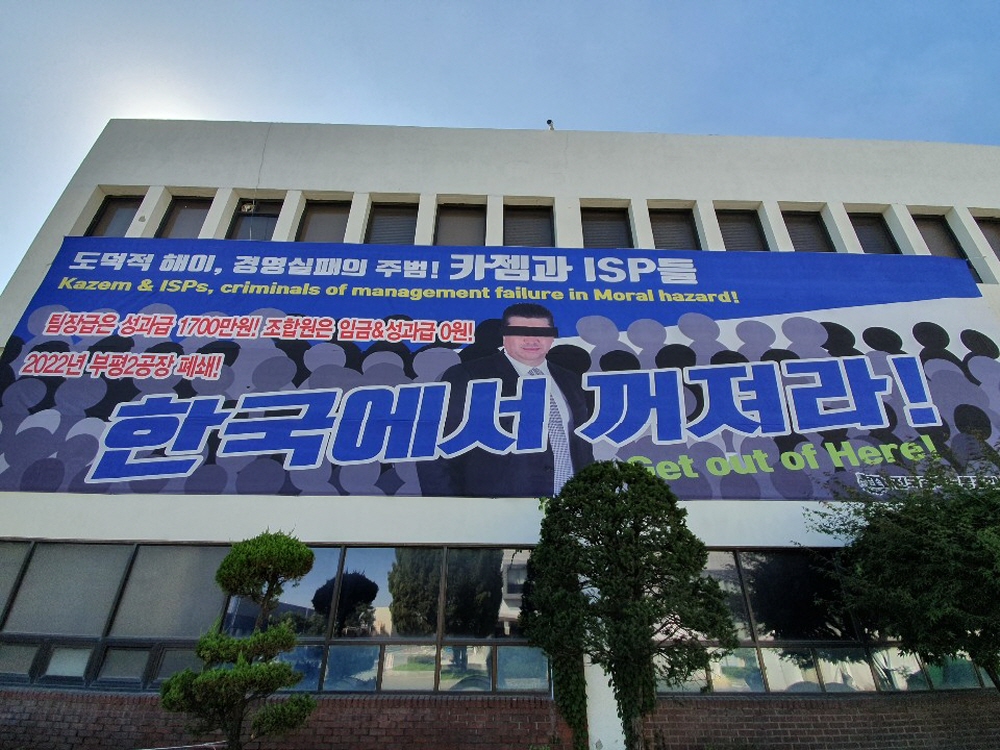 도덕적 해이, 경영실패의 주범! 카젬과 ISP들
Kazem & ISPs, criminals of management failure in Moral hazard!
팀장급은 성과급 1700만원! 조합원은 임금&성과급 0원!
2022년 부평2공장 폐쇄!
한국에서 꺼져라!
Get out of Here!